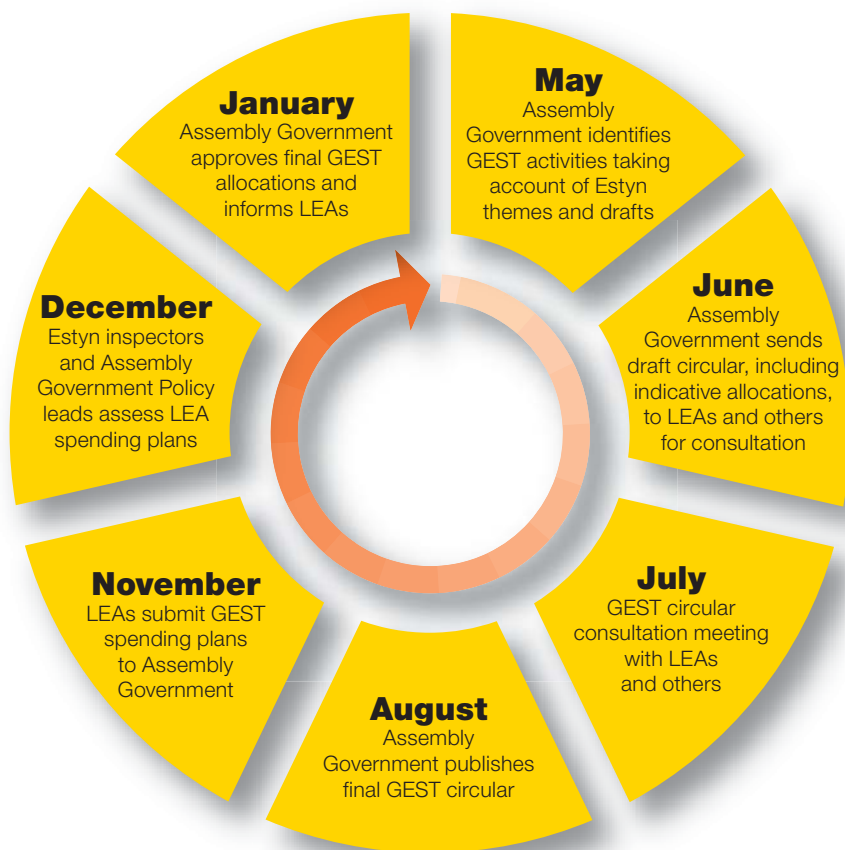 May
Assembly
Government identifies
GEST activities taking
account of Estyn
themes and drafts
June
Assembly
Government sends
draft circular, including
indicative allocations,
to LEAs and others
for consultation
July
GEST circular
consultation meeting
with LEAs
and others
August
Assembly
Government publishes
final GEST circular
November
LEAs submit GEST
spending plans
to Assembly
Government
December
Estyn inspectors
and Assembly
Government Policy
leads assess LEA
spending plans
January
Assembly Government
approves final GEST
allocations and
informs LEAs